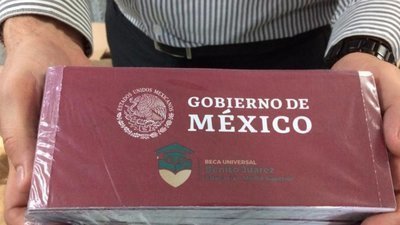 ESTADOS UNIDOS MEXICANOS
GOBIERNO DE
MÉXICO
BECA UNIVERSAL
Benito Juárez